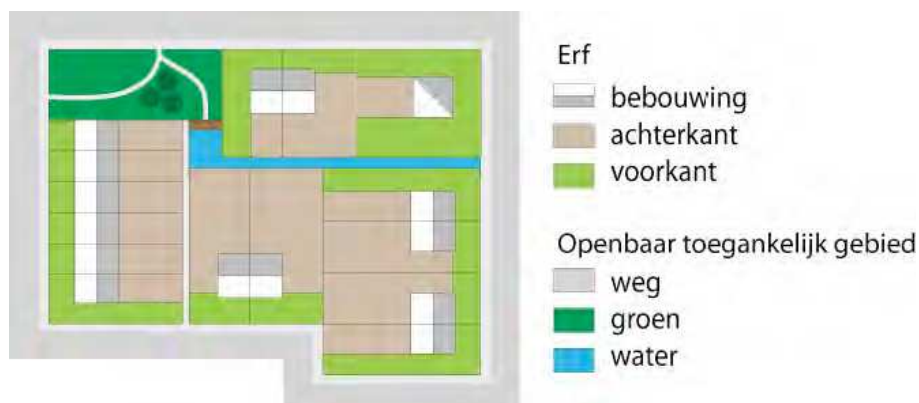 Erf
bebouwing
achterkant
voorkant
Openbaar toegankelijk gebied
weg
groen
water